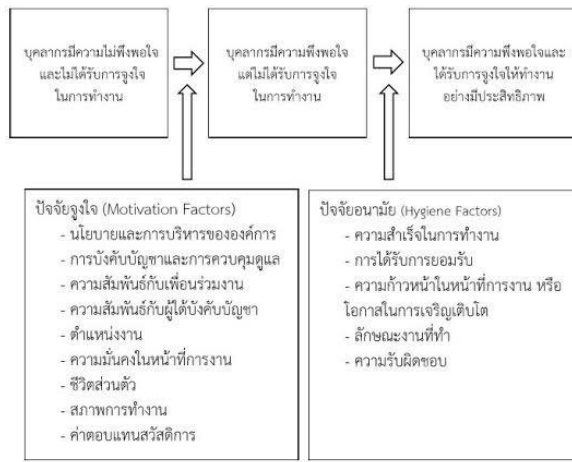 บุคลากรมีความไม่พึงพอใจ
และไม่ได้รับการจูงใจ
ในการทำงาน
บุคลากรมีความพึงพอใจ
แต่ไม่ได้รับการจูงใจ
ในการทำงาน
บุคลากรมีความพึงพอใจและ
ได้รับการจูงใจให้ทำงาน
อย่างมีประสิทธิภาพ
ปัจจัยจูงใจ (Motivation Factors)
- นโยบายและการบริหารขององค์การ
- การบังคับบัญชาและการควบคุมดูแล
- ความสัมพันธ์กับเพื่อนร่วมงาน
- ความสัมพันธ์กับผู้ใต้บังคับบัญชา
- ตำแหน่งงาน
- ความมั่นคงในหน้าที่การงาน
- ชีวิตส่วนตัว
- สภาพการทำงาน
- ค่าตอบแทนสวัสดิการ
ปัจจัยอนามัย (Hygiene Factors)
- ความสำเร็จในการทำงาน
- การได้รับการยอมรับ
- ความก้าวหน้าในหน้าที่การงาน หรือ
โอกาสในการเจริญเติบโต
- ลักษณะงานที่ทำ
- ความรับผิดชอบ